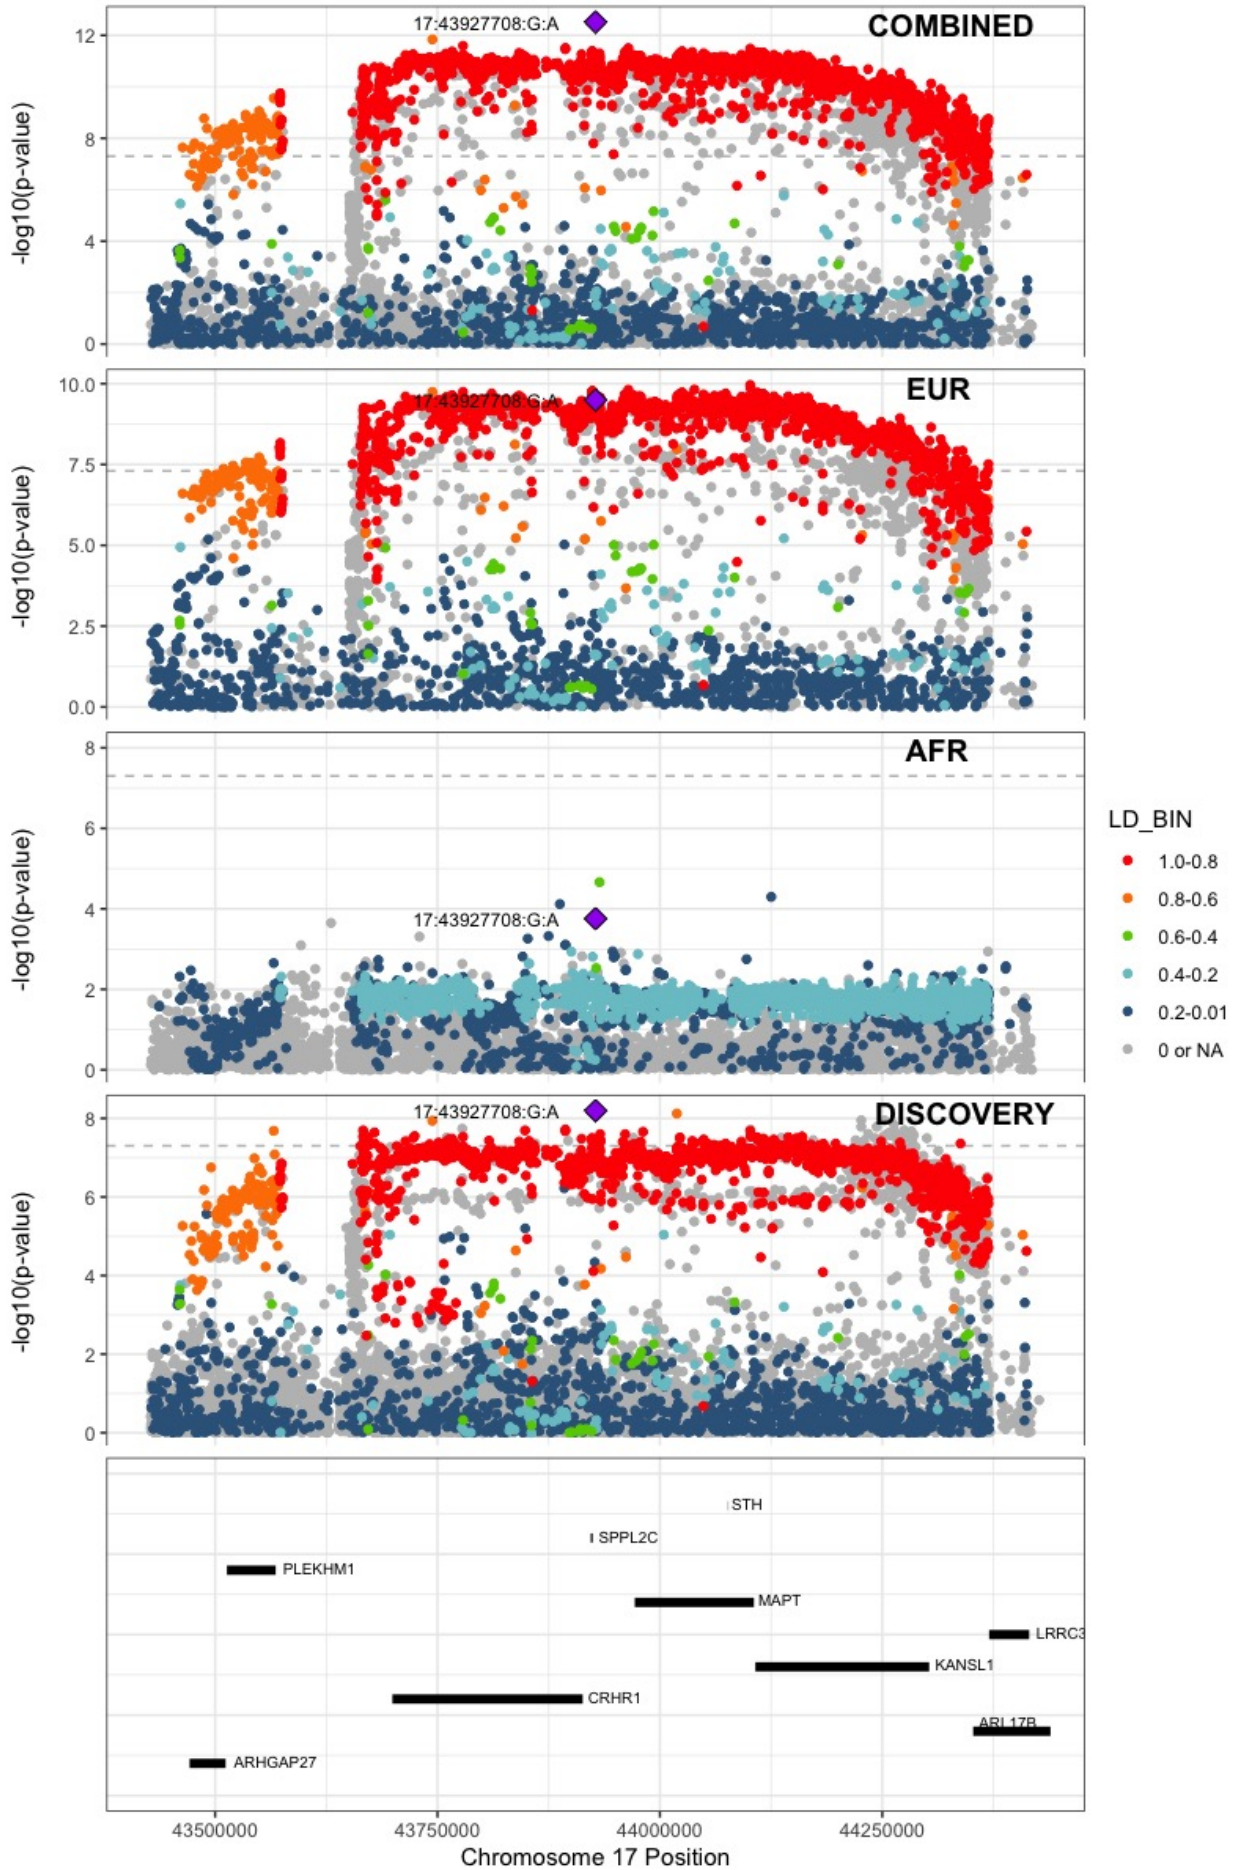 COMBINED
17:43927708:G:A
12
8
4
0
-log10(p-value)
EUR
17:43927708:G:A
10.0
7.5
5.0
2.5
0.0
-log10(p-value)
AFR
17:43927708:G:A
8
6
4
2
0
-log10(p-value)
DISCOVERY
17:43927708:G:A
8
6
4
2
0
-log10(p-value)
LD_BIN
1.0-0.8
0.8-0.6
0.6-0.4
0.4-0.2
0.2-0.01
0 or NA
STH
SPPL2C
PLEKHM1
MAPT
LRRC3
KANSL1
CRHR1
ARL17B
ARHGAP27
43500000 43750000 44000000 44250000
Chromosome 17 Position